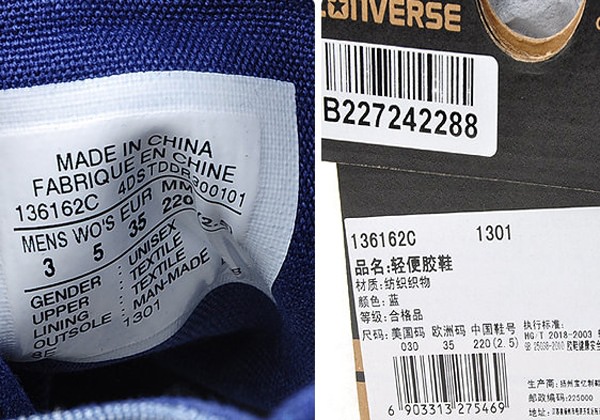 MADE IN CHINA
FABRIQUE EN CHINE
4DSTDDR300101
136162C
MENS WO'S EUR MM
3 5 35 220
GENDER : UNISEX
UPPER : TEXTILE
LINING : TEXTILE
OUTSOLE : MAN-MADE
1301
CONVERSE
B227242288
136162C 1301
品名:轻便胶鞋
材质:纺织织物
颜色:蓝
等级:合格品
尺码: 美国码 欧洲码 中国鞋号
030 35 220 (2.5)
6 903313 275469
执行标准:
HG/T 2018-2003
生产商:
邮编: 225000
地址: